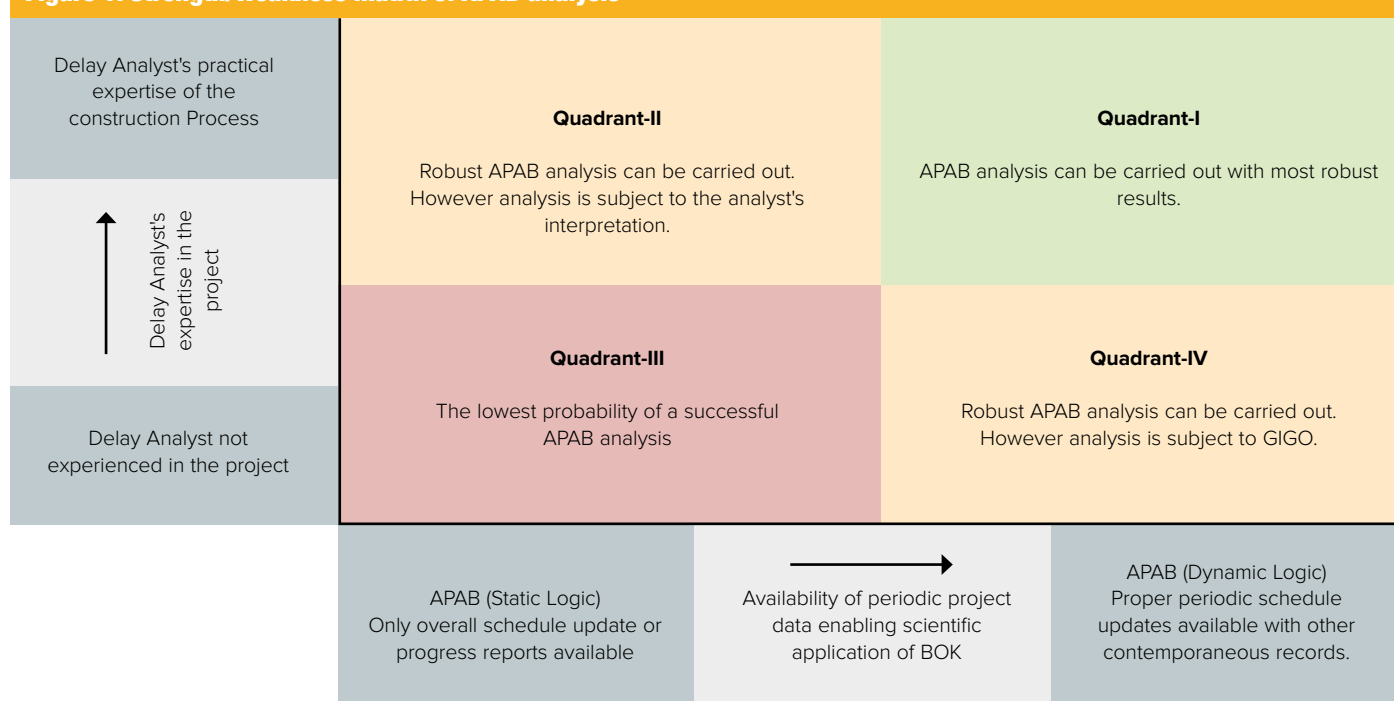 Delay Analyst's practical
expertise of the
construction Process
Quadrant-II
Robust APAB analysis can be carried out.
However analysis is subject to the analyst's
interpretation.
Quadrant-I
APAB analysis can be carried out with most robust
results.
Delay Analyst's
expertise in the
project
Quadrant-III
The lowest probability of a successful
APAB analysis
Quadrant-IV
Robust APAB analysis can be carried out.
However analysis is subject to GIGO.
Delay Analyst not
experienced in the project
APAB (Static Logic)
Only overall schedule update or
progress reports available
Availability of periodic project
data enabling scientific
application of BOK
APAB (Dynamic Logic)
Proper periodic schedule
updates available with other
contemporaneous records.